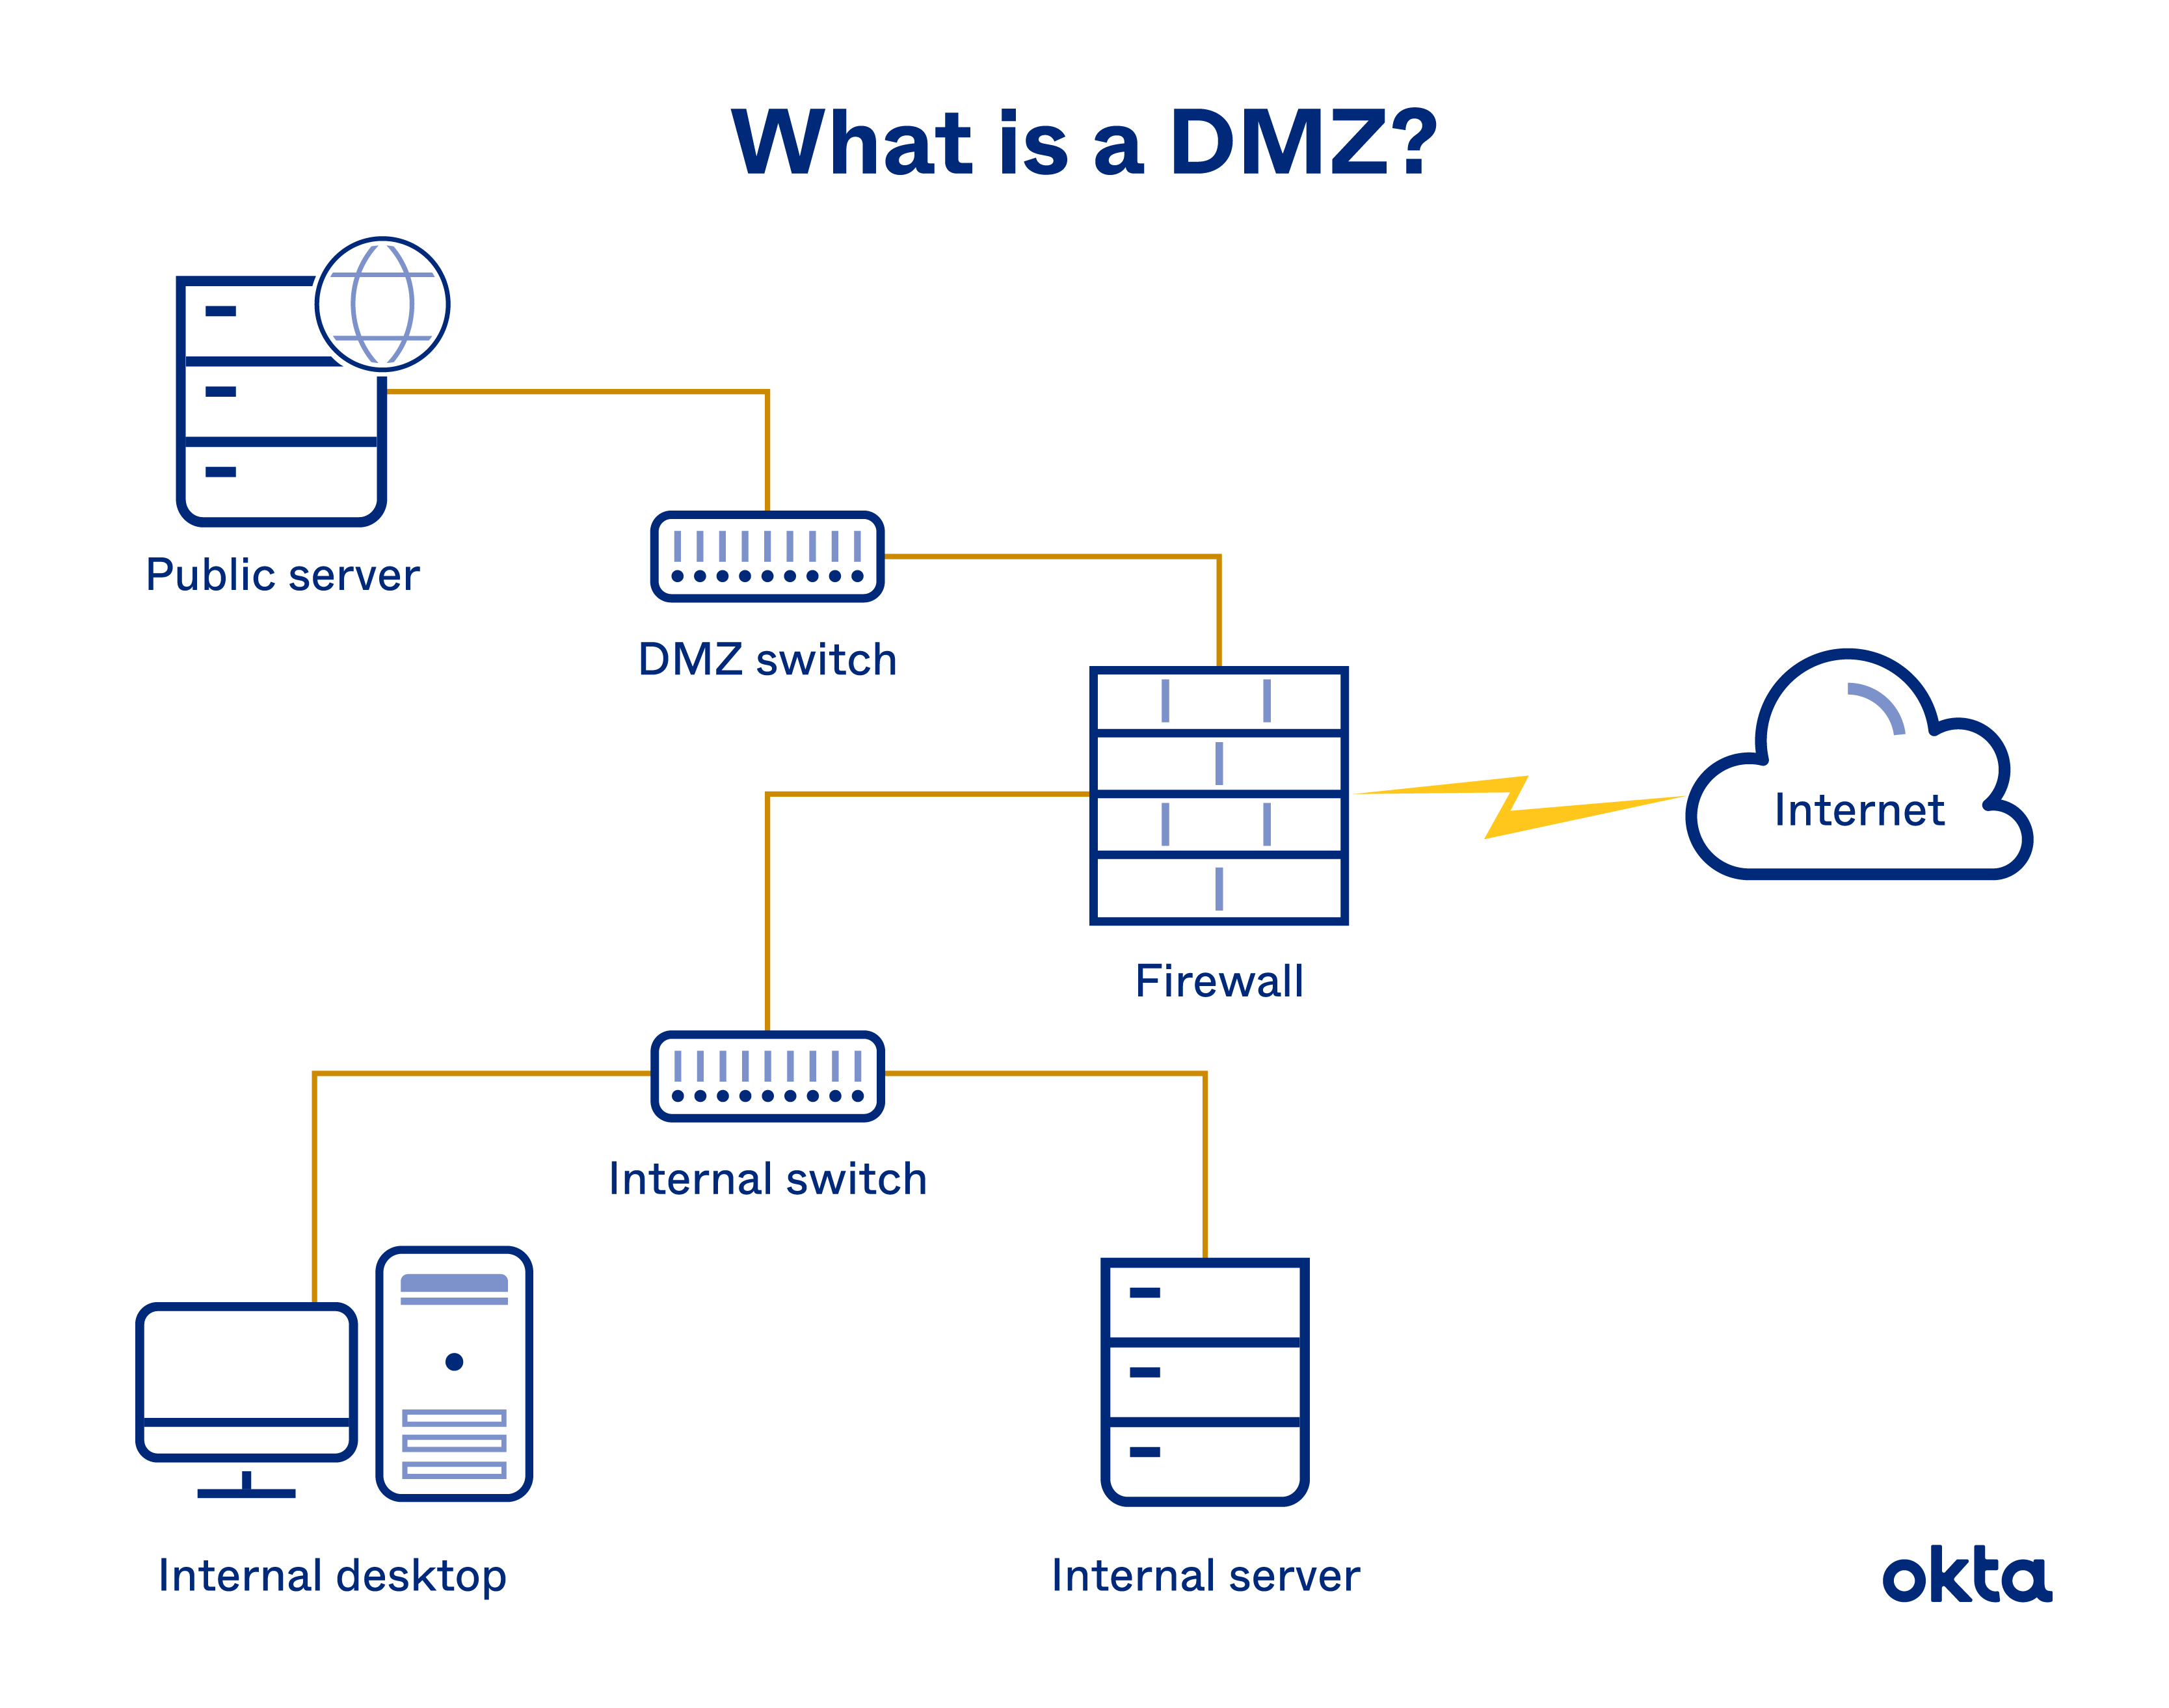 What is a DMZ?
Public server
DMZ switch
Internet
Firewall
Internal switch
Internal desktop
Internal server
okta